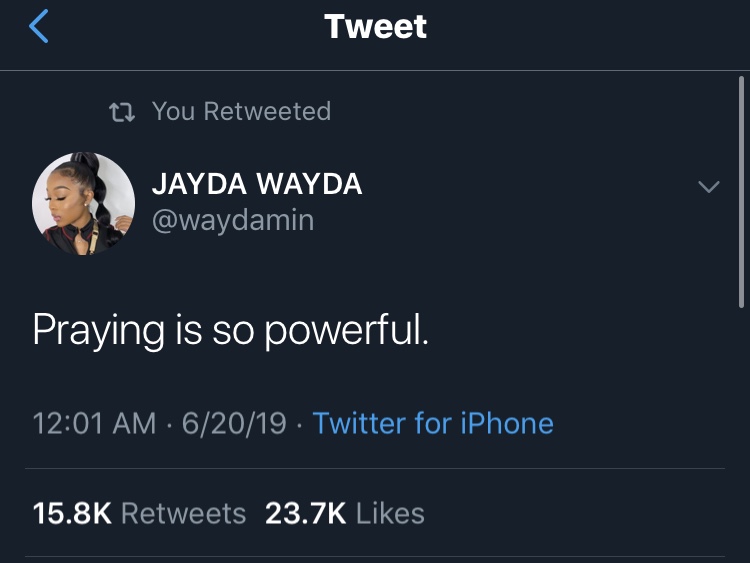 Tweet
You Retweeted
JAYDA WAYDA
@waydamin
Praying is so powerful.
12:01 AM · 6/20/19 · Twitter for iPhone
15.8K Retweets 23.7K Likes